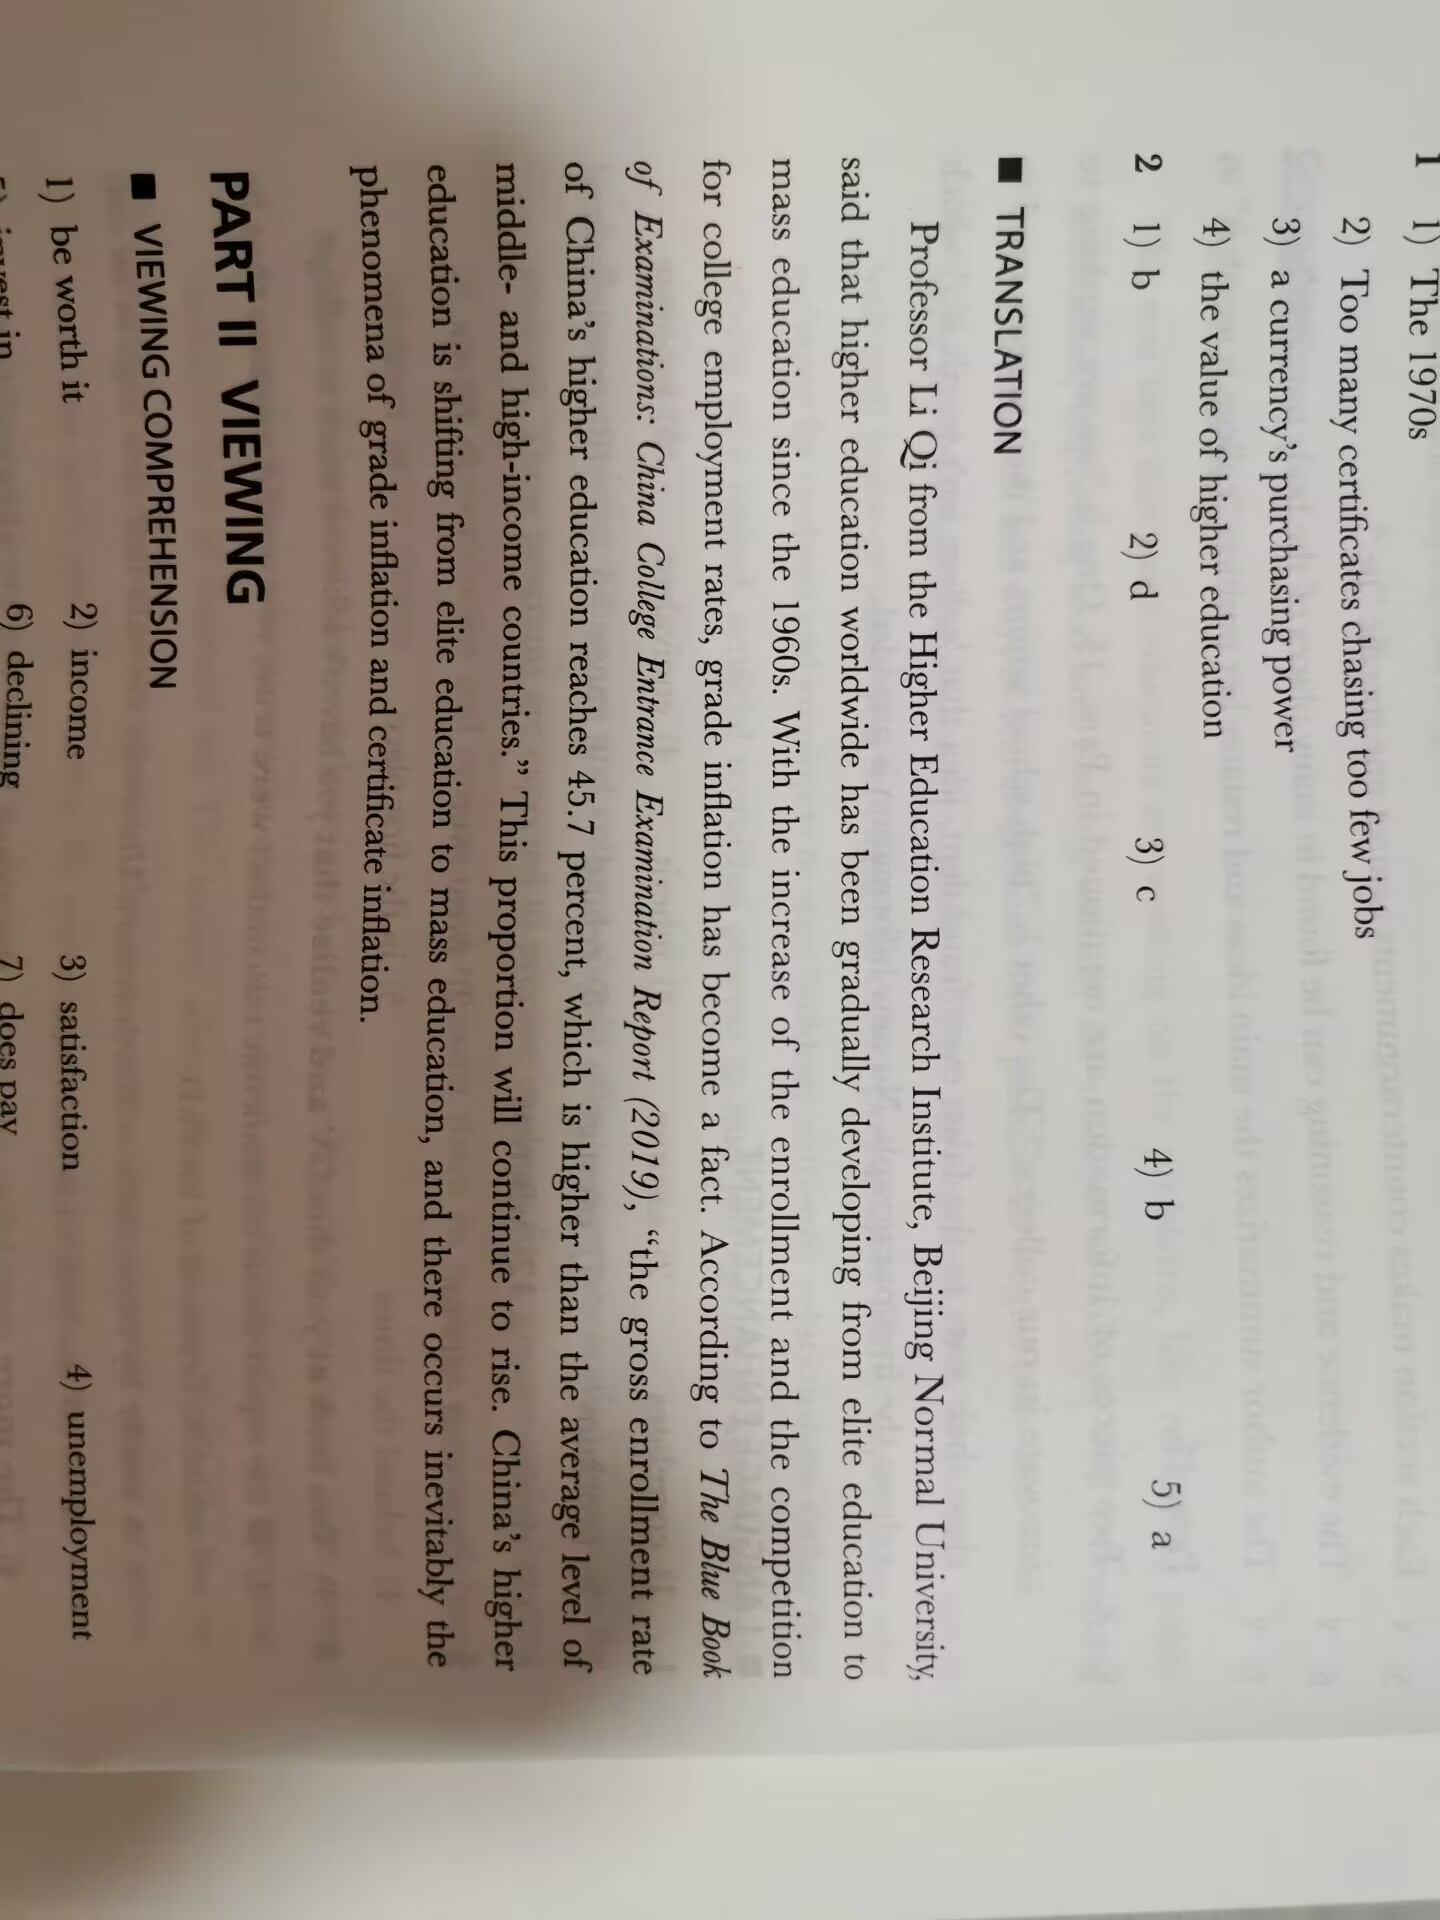 1 1) The 1970s
2) Too many certificates chasing too few jobs
3) a currency's purchasing power
4) the value of higher education
2 1) b 2) d 3) c 4) b 5) a
■ TRANSLATION
Professor Li Qi from the Higher Education Research Institute, Beijing Normal University,
said that higher education worldwide has been gradually developing from elite education to
mass education since the 1960s. With the increase of the enrollment and the competition
for college employment rates, grade inflation has become a fact. According to The Blue Book
of Examinations: China College Entrance Examination Report (2019), “the gross enrollment rate
of China's higher education reaches 45.7 percent, which is higher than the average level of
middle- and high-income countries.” This proportion will continue to rise. China's higher
education is shifting from elite education to mass education, and there occurs inevitably the
phenomena of grade inflation and certificate inflation.
PART II VIEWING
■ VIEWING COMPREHENSION
1) be worth it 2) income 3) satisfaction 4) unemployment
5) invest in 6) declining 7) does pay